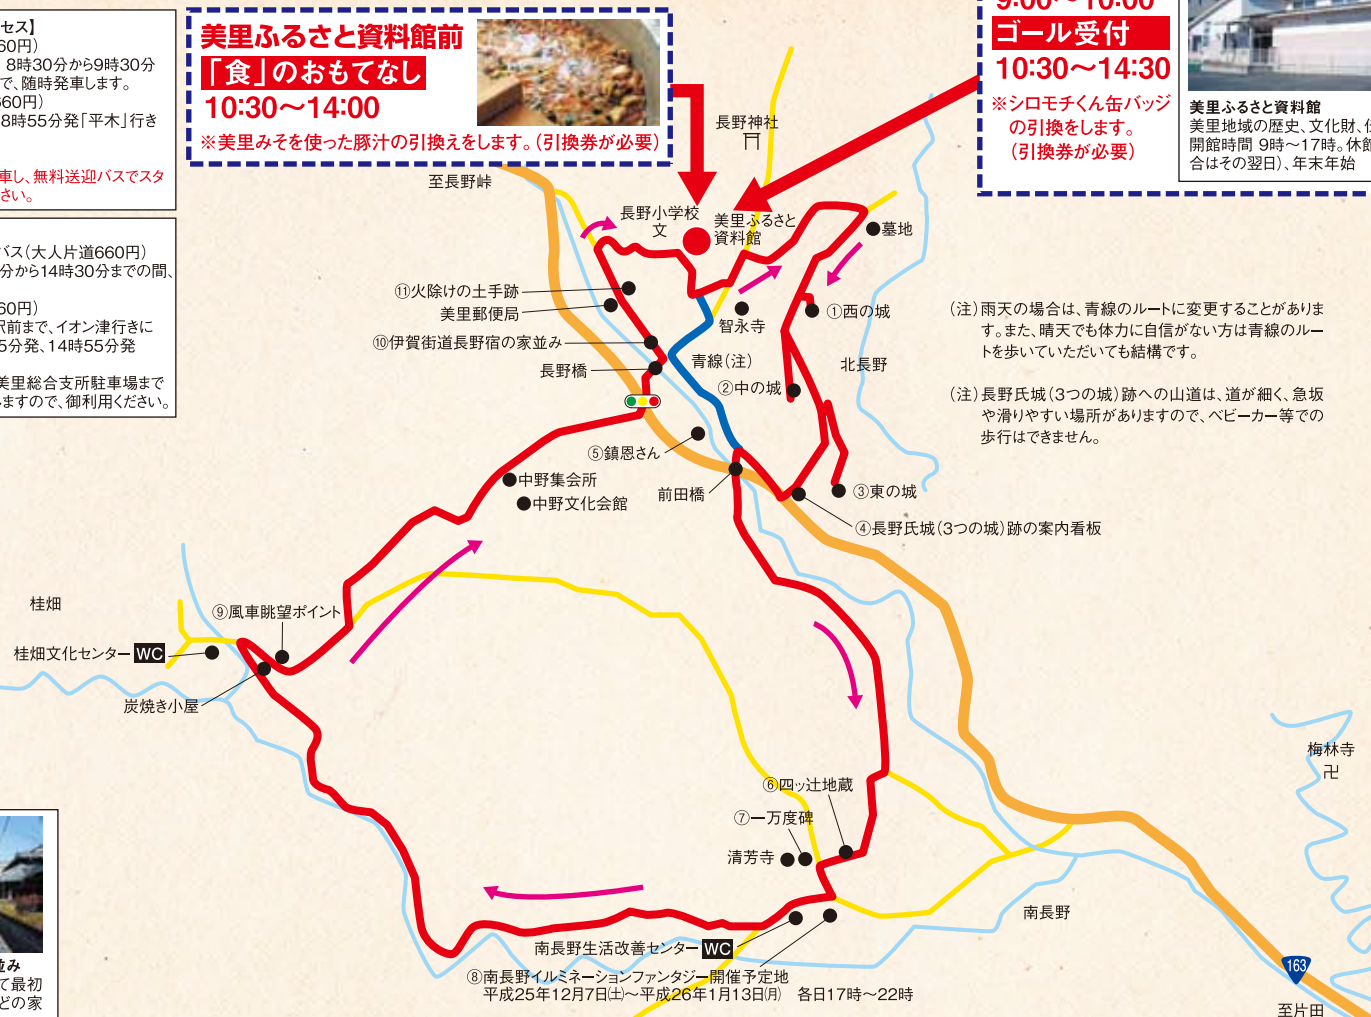 セス】
60円)
8時30分から9時30分
で、随時発車します。
660円)
8時55分発「平木」行き
車し、無料送迎バスでスタ
さい。
バス(大人片道660円)
分から14時30分までの間、
60円)
駅前まで、イオン津行きに
5分発、14時55分発
美里総合支所駐車場まで
しますので、御利用ください。
美里ふるさと資料館前
「食」のおもてなし
10:30〜14:00
※美里みそを使った豚汁の引換えをします。(引換券が必要)
9:00〜10:00
ゴール受付
10:30〜14:30
※シロモチくん缶バッジ
の引換をします。
(引換券が必要)
美里ふるさと資料館
美里地域の歴史、文化財、
開館時間 9時〜17時。休館
合はその翌日)、年末年始
長野神社
至長野峠
長野小学校
文
美里ふるさと
資料館
墓地
⑪火除けの土手跡
美里郵便局
智永寺
①西の城
⑩伊賀街道長野宿の家並み
長野橋
青線(注)
②中の城
北長野
(注)雨天の場合は、青線のルートに変更することがありま
す。また、晴天でも体力に自信がない方は青線のルー
トを歩いていただいても結構です。
(注)長野氏城(3つの城)跡への山道は、道が細く、急坂
や滑りやすい場所がありますので、ベビーカー等での
歩行はできません。
⑤鎮恩さん
中野集会所
中野文化会館
前田橋
③東の城
④長野氏城(3つの城)跡の案内看板
桂畑
⑨風車眺望ポイント
桂畑文化センター WC
炭焼き小屋
梅林寺
卍
⑥四ッ辻地蔵
⑦一万度碑
清芳寺
南長野
南長野生活改善センター WC
⑧南長野イルミネーションファンタジー開催予定地
平成25年12月7日㈯〜平成26年1月13日㈪ 各日17時〜22時
163
至片田
並み
て最初
どの家